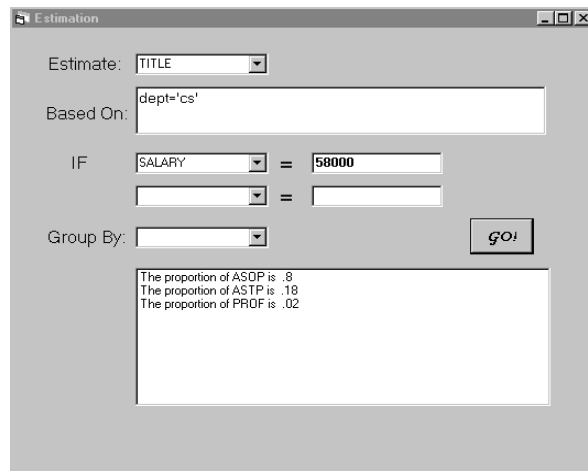 Estimation
Estimate: TITLE
Based On: dept='cs'
IF SALARY = 58000
=
Group By: GO!
The proportion of ASOP is .8
The proportion of ASTP is .18
The proportion of PROF is .02